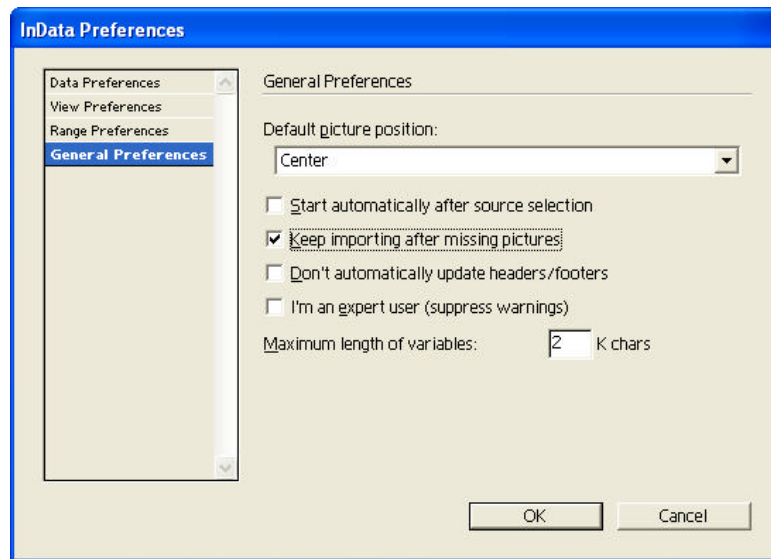 InData Preferences
Data Preferences
View Preferences
Range Preferences
General Preferences
General Preferences
Default picture position:
Center
Start automatically after source selection
Keep importing after missing pictures
Don't automatically update headers/footers
I'm an expert user (suppress warnings)
Maximum length of variables: 2 K chars
OK Cancel